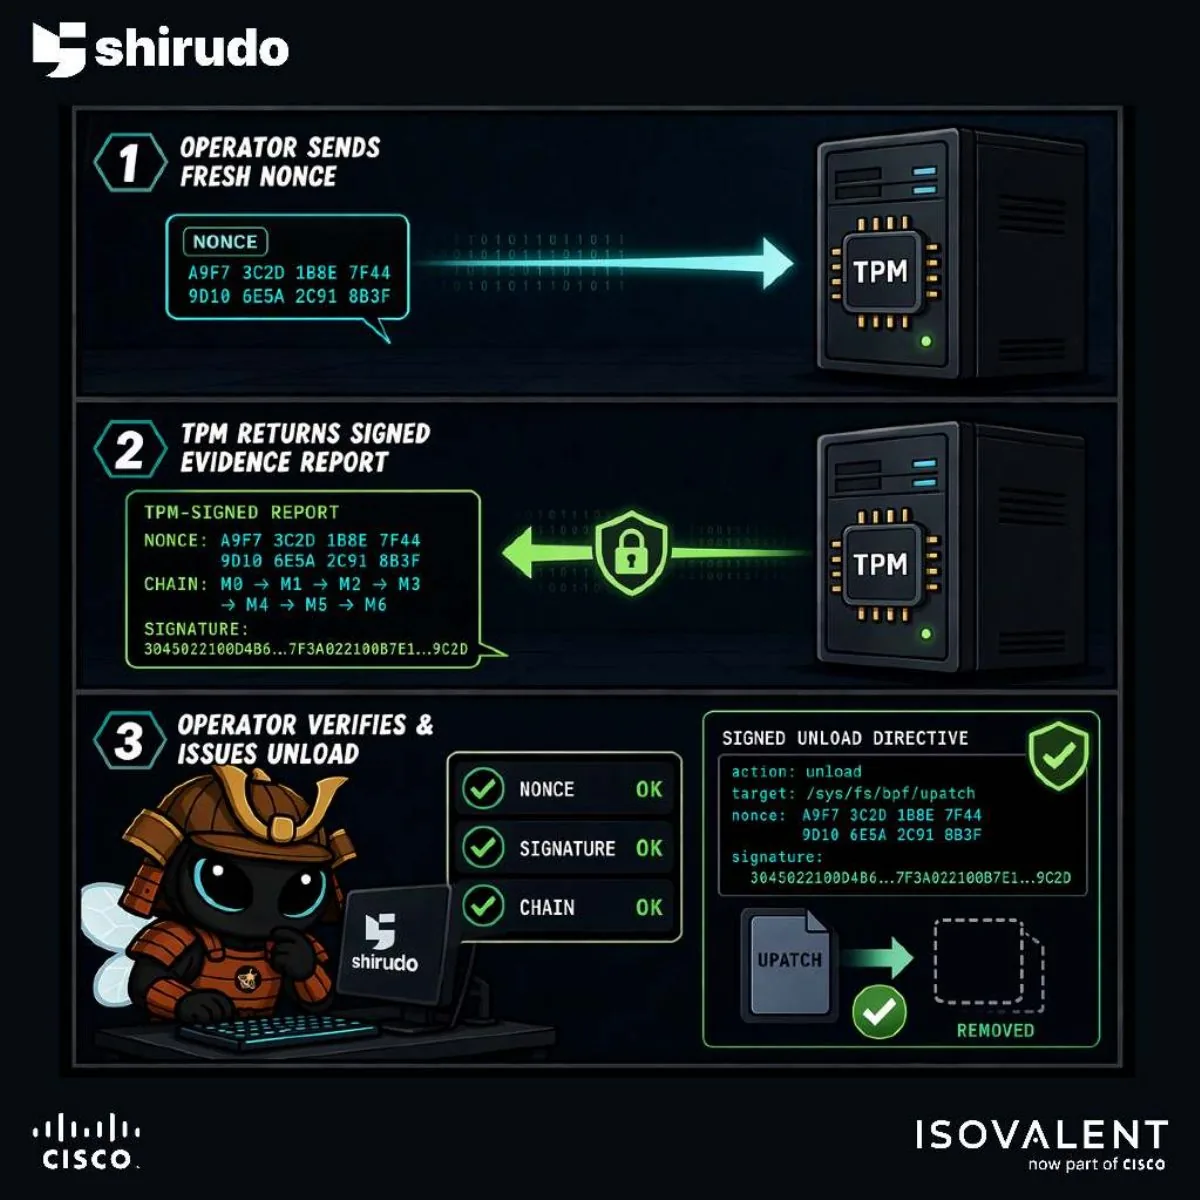 shirudo
1
OPERATOR SENDS
FRESH NONCE
NONCE
A9F7 3C2D 1B8E 7F44
9D10 6E5A 2C91 8B3F
TPM
2
TPM RETURNS SIGNED
EVIDENCE REPORT
TPM-SIGNED REPORT
NONCE: A9F7 3C2D 1B8E 7F44
9D10 6E5A 2C91 8B3F
CHAIN: M0 → M1 → M2 → M3
→ M4 → M5 → M6
SIGNATURE:
3045022100D4B6...7F3A022100B7E1...9C2D
TPM
3
OPERATOR VERIFIES &
ISSUES UNLOAD
NONCE OK
SIGNATURE OK
CHAIN OK
shirudo
SIGNED UNLOAD DIRECTIVE
action: unload
target: /sys/fs/bpf/upatch
nonce: A9F7 3C2D 1B8E 7F44
9D10 6E5A 2C91 8B3F
signature:
3045022100D4B6...7F3A022100B7E1...9C2D
UPATCH
REMOVED
CISCO
ISOVALENT
now part of CISCO